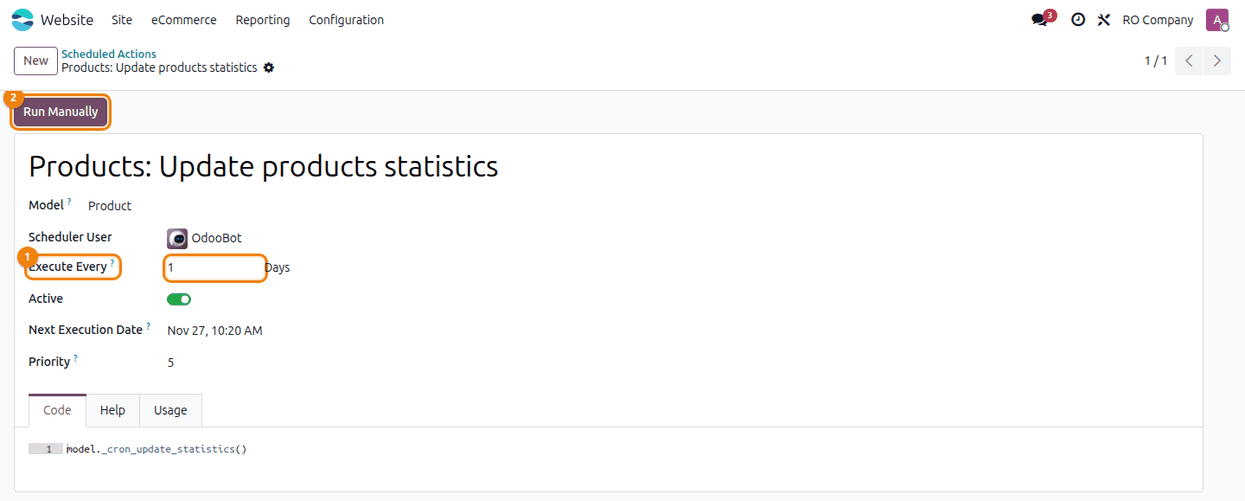 Website Site eCommerce Reporting Configuration 3 RO Company A
New Scheduled Actions
Products: Update products statistics
1 / 1
2
Run Manually
Products: Update products statistics
Model ? Product
Scheduler User OdooBot
1
Execute Every ? 1 Days
Active
Next Execution Date ? Nov 27, 10:20 AM
Priority ? 5
Code Help Usage
1 model._cron_update_statistics()